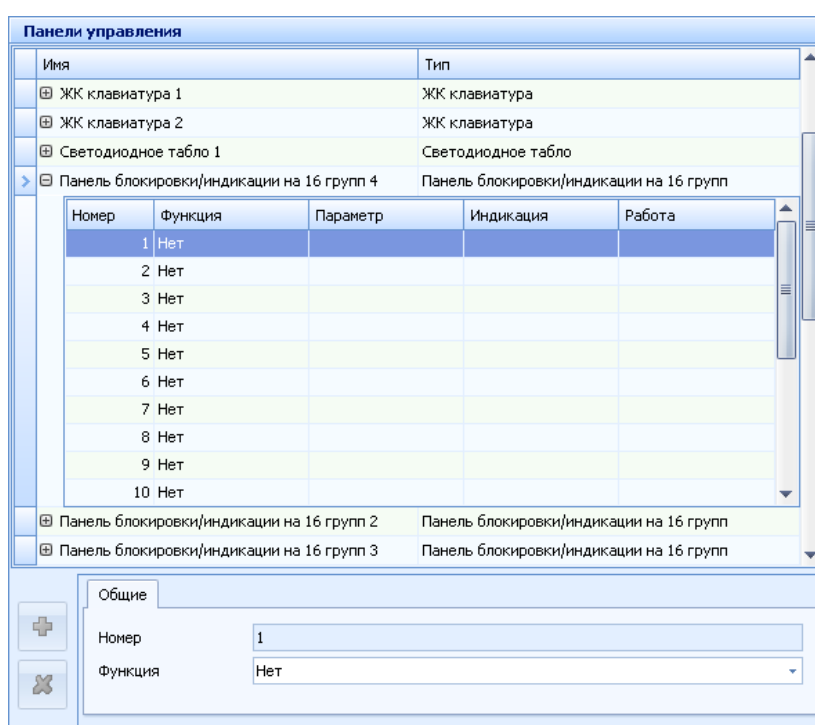 Панели управления
Имя Тип
ЖК клавиатура 1 ЖК клавиатура
ЖК клавиатура 2 ЖК клавиатура
Светодиодное табло 1 Светодиодное табло
Панель блокировки/индикации на 16 групп 4 Панель блокировки/индикации на 16 групп
Номер Функция Параметр Индикация Работа
1 Нет
2 Нет
3 Нет
4 Нет
5 Нет
6 Нет
7 Нет
8 Нет
9 Нет
10 Нет
Панель блокировки/индикации на 16 групп 2 Панель блокировки/индикации на 16 групп
Панель блокировки/индикации на 16 групп 3 Панель блокировки/индикации на 16 групп
Общие
Номер 1
Функция Нет